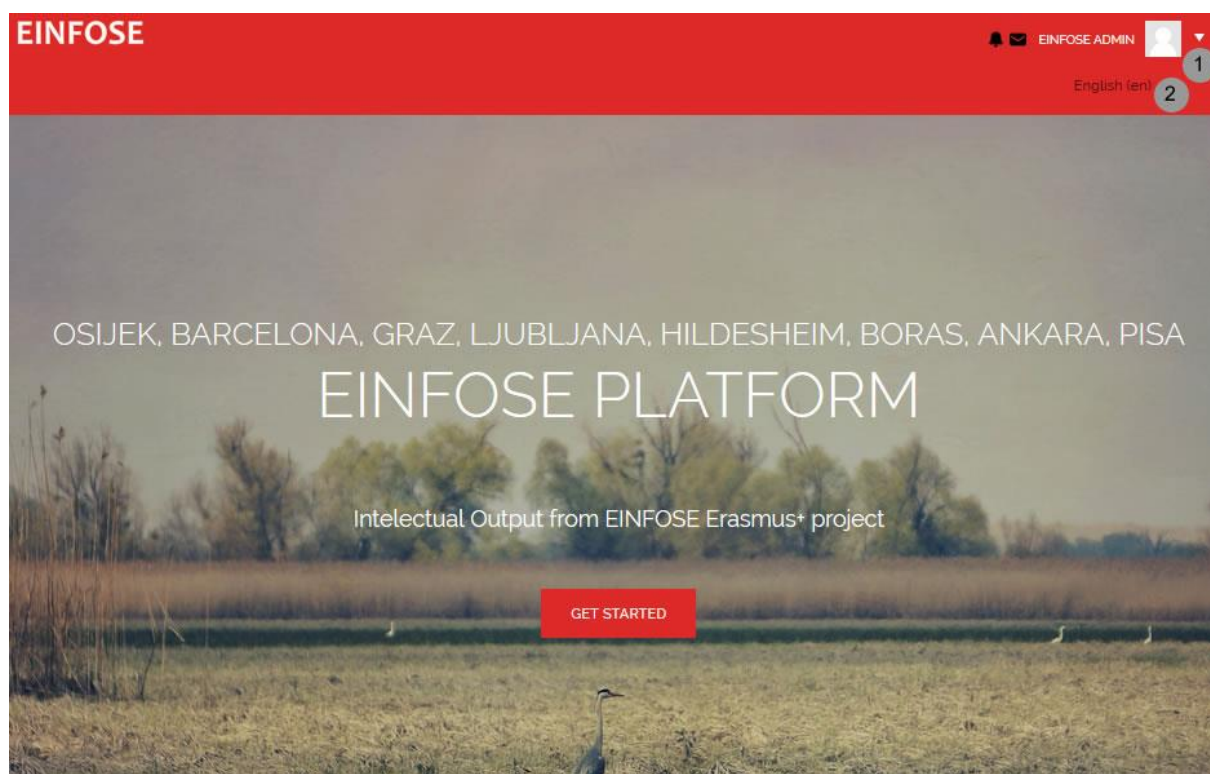 EINFOSE
EINFOSE ADMIN
1
English (en)
2
OSIJEK, BARCELONA, GRAZ, LJUBLJANA, HILDESHEIM, BORAS, ANKARA, PISA
EINFOSE PLATFORM
Intelectual Output from EINFOSE Erasmus+ project
GET STARTED